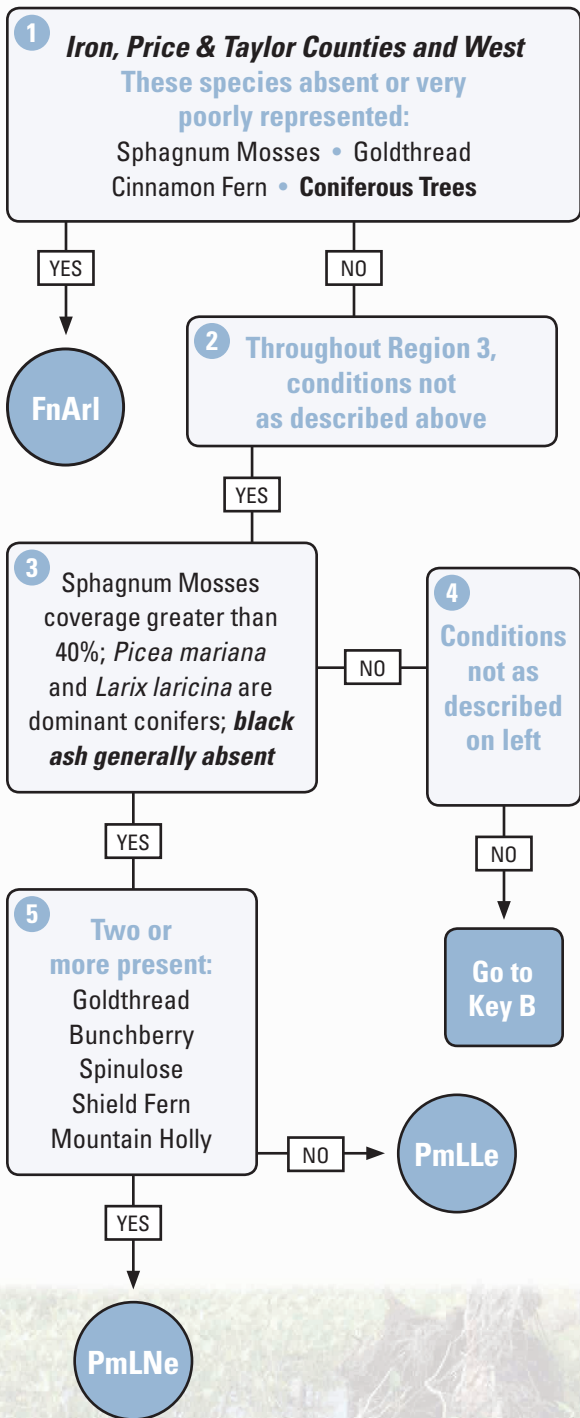 1
Iron, Price & Taylor Counties and West
These species absent or very
poorly represented:
Sphagnum Mosses • Goldthread
Cinnamon Fern • Coniferous Trees
YES
NO
FnArI
2
Throughout Region 3,
conditions not
as described above
YES
3
Sphagnum Mosses
coverage greater than
40%; Picea mariana
and Larix laricina are
dominant conifers; black
ash generally absent
NO
4
Conditions
not as
described
on left
YES
NO
5
Two or
more present:
Goldthread
Bunchberry
Spinulose
Shield Fern
Mountain Holly
Go to
Key B
NO
PmLLe
YES
PmLNe